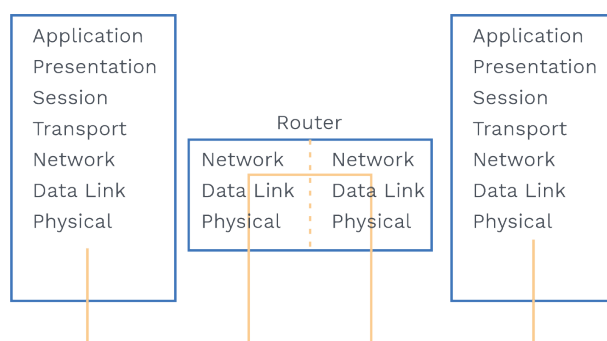 Application
Presentation
Session
Transport
Network
Data Link
Physical
Router
Network
Data Link
Physical
Network
Data Link
Physical
Application
Presentation
Session
Transport
Network
Data Link
Physical